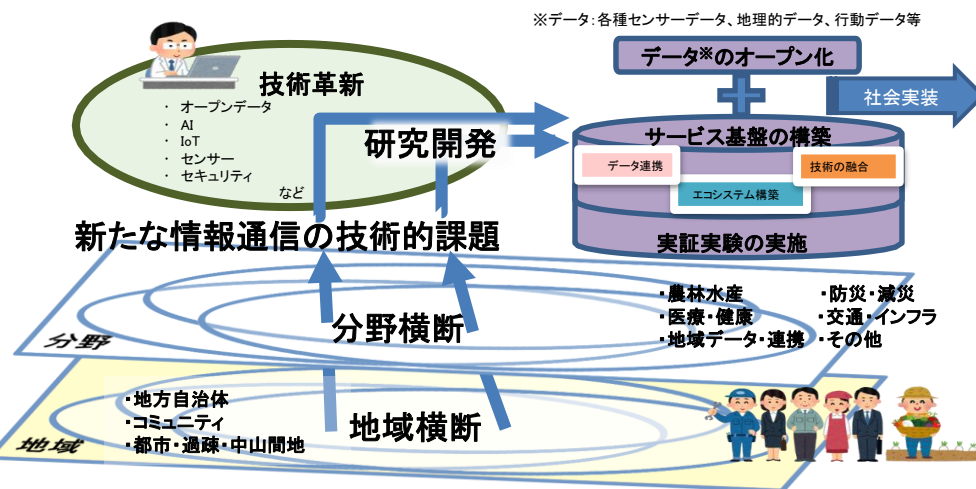 ※データ：各種センサーデータ、地理的データ、行動データ等
データ※のオープン化
社会実装
技術革新
・ オープンデータ
・ AI
・ IoT
・ センサー
・ セキュリティ
など
研究開発
サービス基盤の構築
データ連携
技術の融合
エコシステム構築
実証実験の実施
新たな情報通信の技術的課題
分野横断
分野
・農林水産
・医療・健康
・地域データ・連携
・防災・減災
・交通・インフラ
・その他
・地方自治体
・コミュニティ
・都市・過疎・中山間地
地域横断
地域